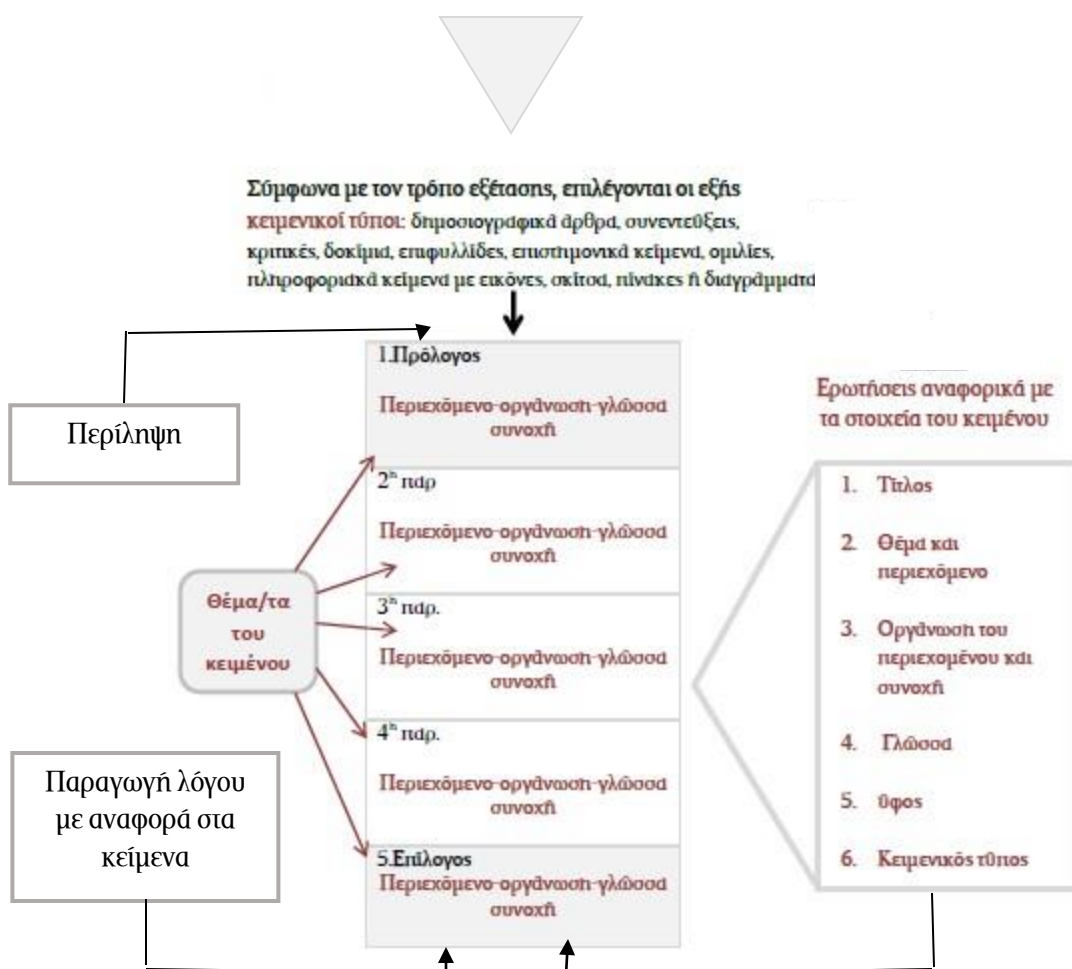 Σύμφωνα με τον τρόπο εξέτασης, επιλέγονται οι εξής
κειμενικοί τύποι: δημοσιογραφικά άρθρα, συνεντεύξεις,
κριτικές, δοκίμια, επιφυλλίδες, επιστημονικά κείμενα, ομιλίες,
πληροφοριακά κείμενα με εικόνες, σκίτσα, πίνακες ή διαγράμματα
Περίληψη
1.Πρόλογος
Περιεχόμενο-οργάνωση-γλώσσα
συνοχή
2η παρ
Περιεχόμενο-οργάνωση-γλώσσα
συνοχή
Θέμα/τα
του
κειμένου
3η παρ.
Περιεχόμενο-οργάνωση-γλώσσα
συνοχή
4η παρ.
Περιεχόμενο-οργάνωση-γλώσσα
συνοχή
Παραγωγή λόγου
με αναφορά στα
κείμενα
5.Επίλογος
Περιεχόμενο-οργάνωση-γλώσσα
συνοχή
Ερωτήσεις αναφορικά με
τα στοιχεία του κειμένου
1. Τίτλος
2. Θέμα και
περιεχόμενο
3. Οργάνωση του
περιεχομένου και
συνοχή
4. Γλώσσα
5. ύφος
6. Κειμενικός τύπος